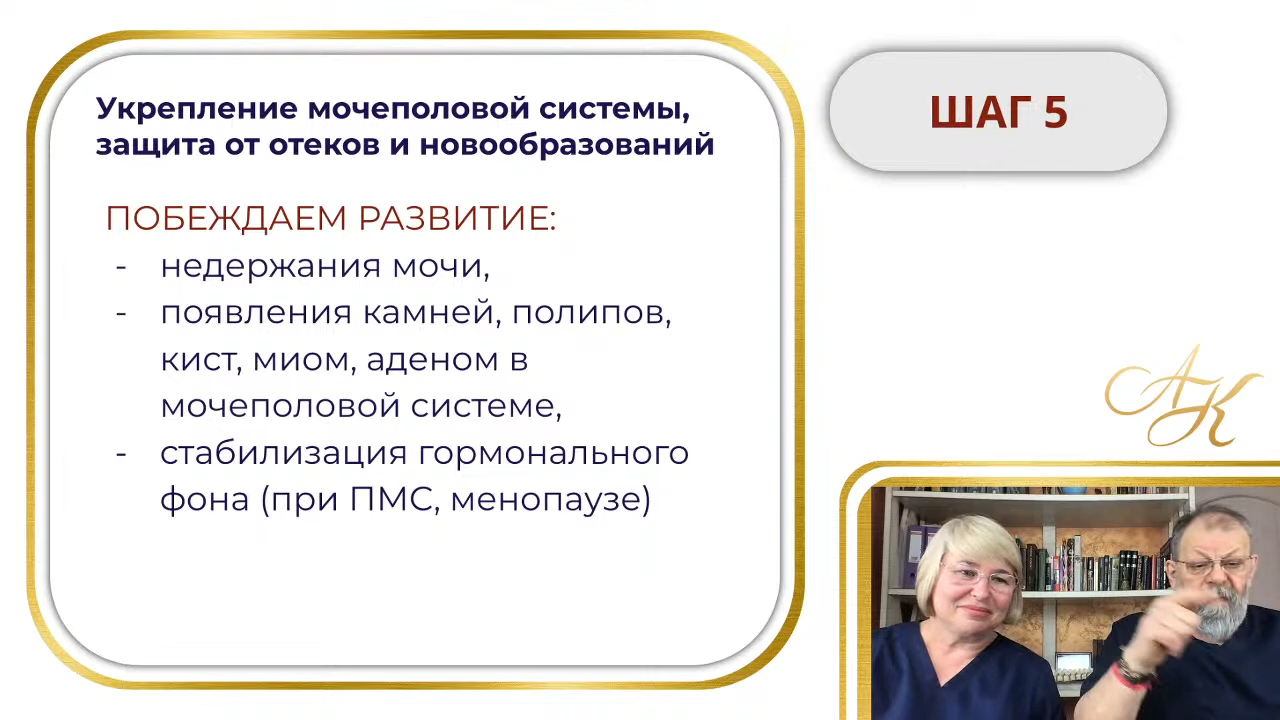 Укрепление мочеполовой системы,
защита от отеков и новообразований
ПОБЕЖДАЕМ РАЗВИТИЕ:
- недержания мочи,
- появления камней, полипов,
кист, миом, аденом в
мочеполовой системе,
- стабилизация гормонального
фона (при ПМС, менопаузе)
ШАГ 5
АК